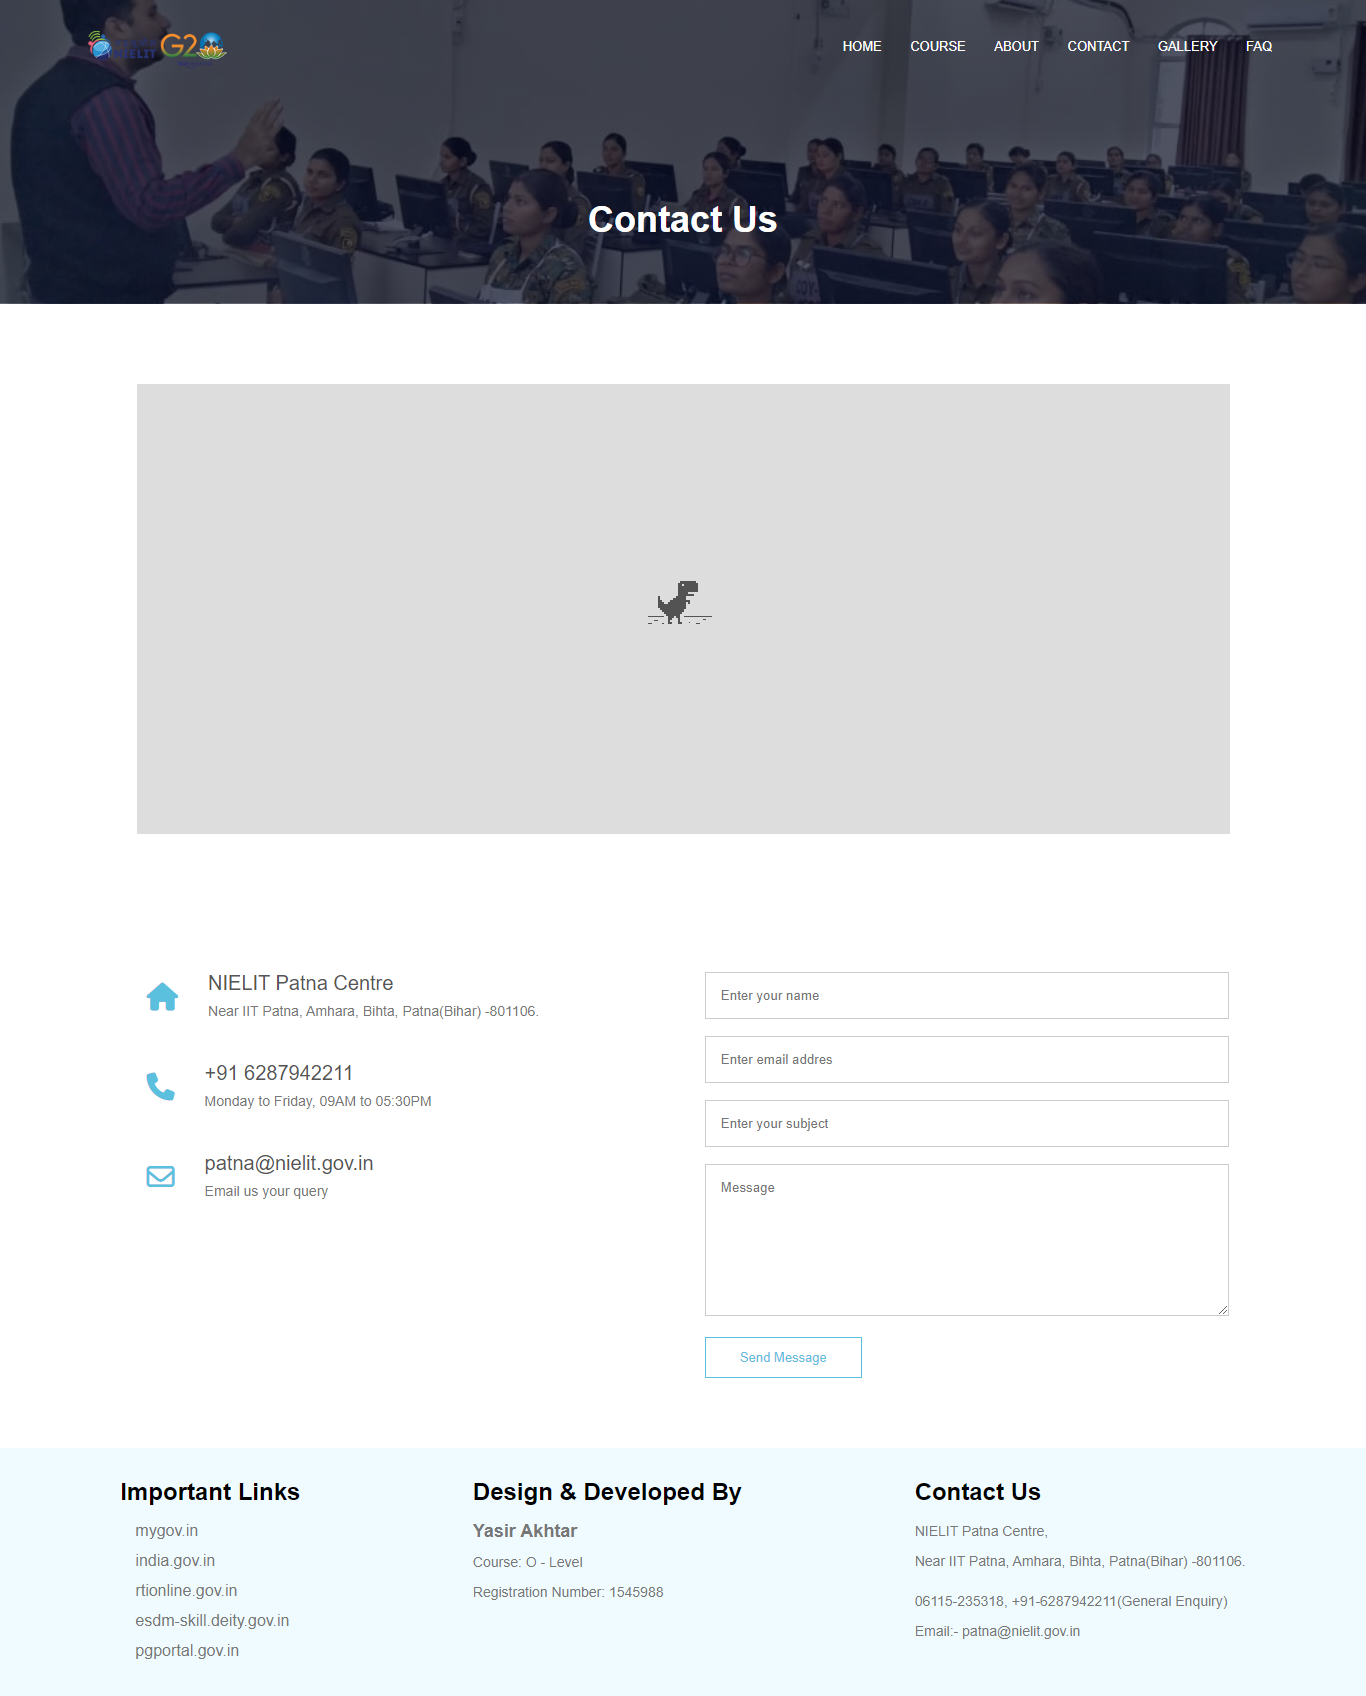 NIELIT G20
HOME COURSE ABOUT CONTACT GALLERY FAQ
Contact Us
NIELIT Patna Centre
Near IIT Patna, Amhara, Bihta, Patna(Bihar) -801106.
+91 6287942211
Monday to Friday, 09AM to 05:30PM
patna@nielit.gov.in
Email us your query
Enter your name
Enter email addres
Enter your subject
Message
Send Message
Important Links
mygov.in
india.gov.in
rtionline.gov.in
esdm-skill.deity.gov.in
pgportal.gov.in
Design & Developed By
Yasir Akhtar
Course: O - Level
Registration Number: 1545988
Contact Us
NIELIT Patna Centre,
Near IIT Patna, Amhara, Bihta, Patna(Bihar) -801106.
06115-235318, +91-6287942211(General Enquiry)
Email:- patna@nielit.gov.in